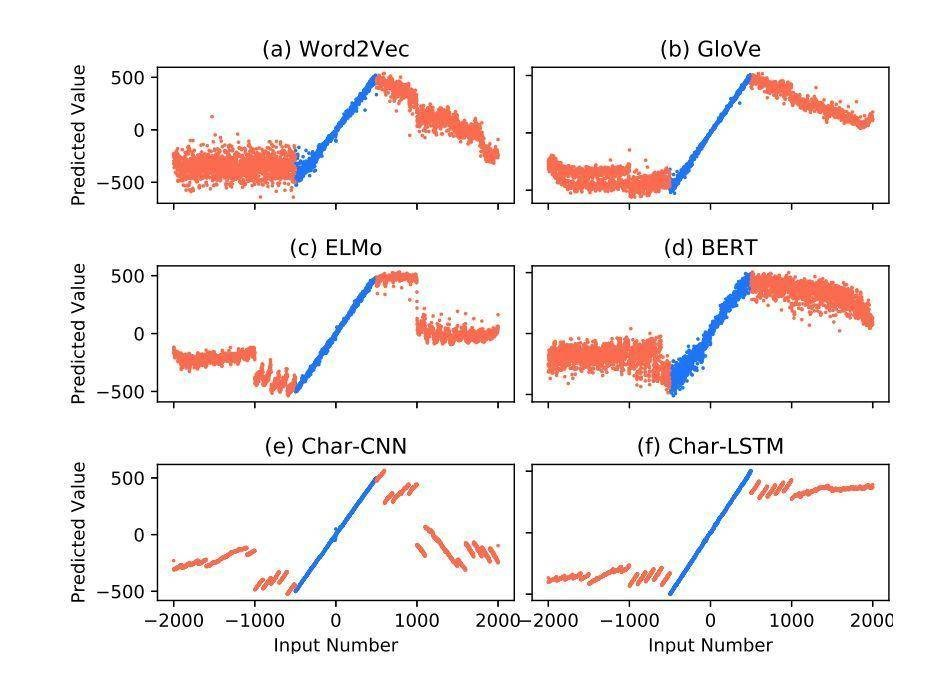 (a) Word2Vec (b) GloVe
Predicted Value
500
0
−500
(c) ELMo (d) BERT
Predicted Value
500
0
−500
(e) Char-CNN (f) Char-LSTM
Predicted Value
500
0
−500
−2000 −1000 0 1000 2000 −2000 −1000 0 1000 2000
Input Number Input Number